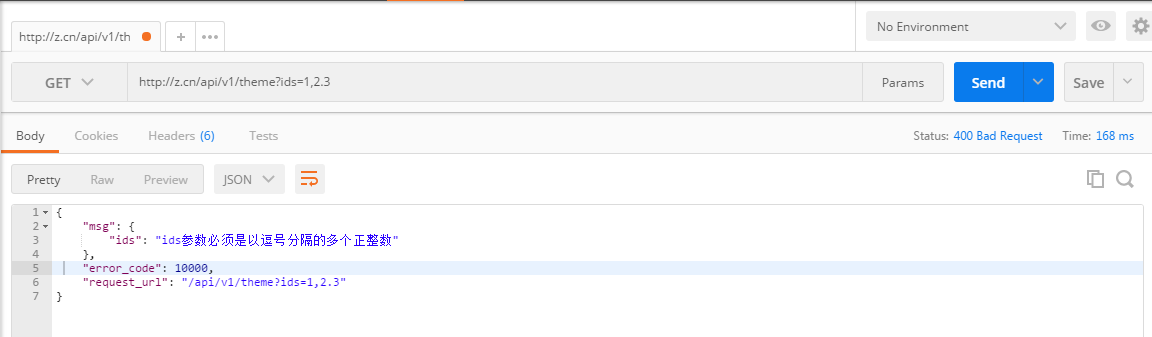 http://z.cn/api/v1/th
No Environment
GET
http://z.cn/api/v1/theme?ids=1,2.3
Params
Send
Save
Body
Cookies
Headers (6)
Tests
Status: 400 Bad Request
Time: 168 ms
Pretty
Raw
Preview
JSON
1 {
2 "msg": {
3 "ids": "ids参数必须是以逗号分隔的多个正整数"
4 },
5 "error_code": 10000,
6 "request_url": "/api/v1/theme?ids=1,2.3"
7 }